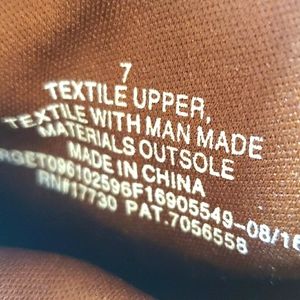 7
TEXTILE UPPER,
TEXTILE WITH MAN MADE
MATERIALS OUTSOLE
MADE IN CHINA
RGET096102596F16905549-08/16
RN#17730 PAT.7056558